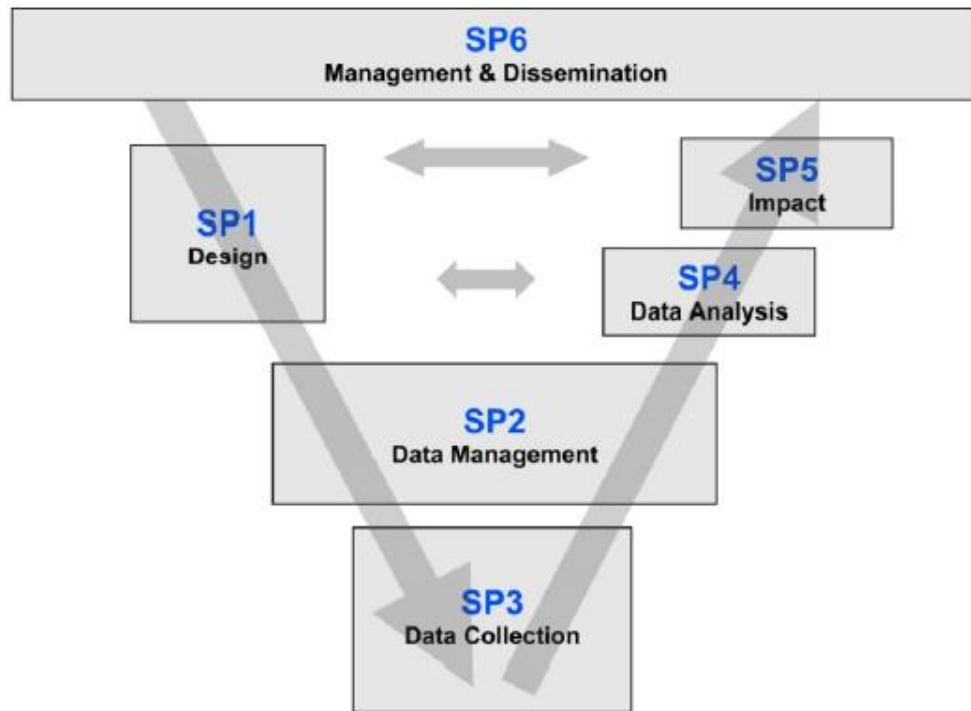 SP6
Management & Dissemination
SP1
Design
SP5
Impact
SP4
Data Analysis
SP2
Data Management
SP3
Data Collection